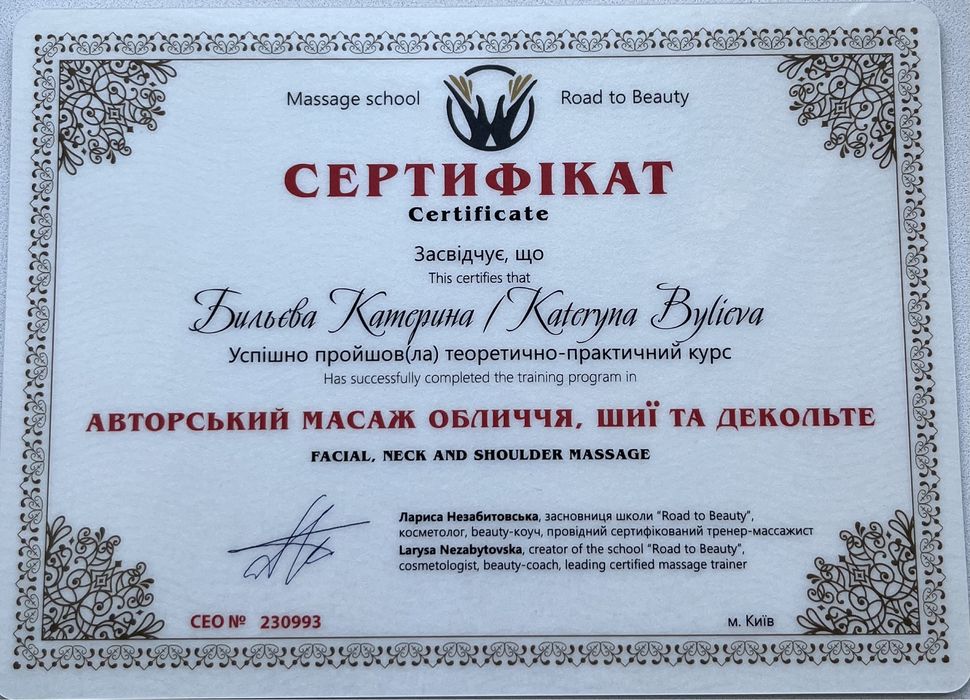 Massage school Road to Beauty
СЕРТИФІКАТ
Certificate
Засвідчує, що
This certifies that
Бильєва Катерина / Kateryna Bylieva
Успішно пройшов(ла) теоретично-практичний курс
Has successfully completed the training program in
АВТОРСЬКИЙ МАСАЖ ОБЛИЧЧЯ, ШИЇ ТА ДЕКОЛЬТЕ
FACIAL, NECK AND SHOULDER MASSAGE
Лариса Незабитовська, засновниця школи "Road to Beauty",
косметолог, beauty-коуч, провідний сертифікований тренер-массажист
Larysa Nezabytovska, creator of the school "Road to Beauty",
cosmetologist, beauty-coach, leading certified massage trainer
CEO № 230993
м. Київ